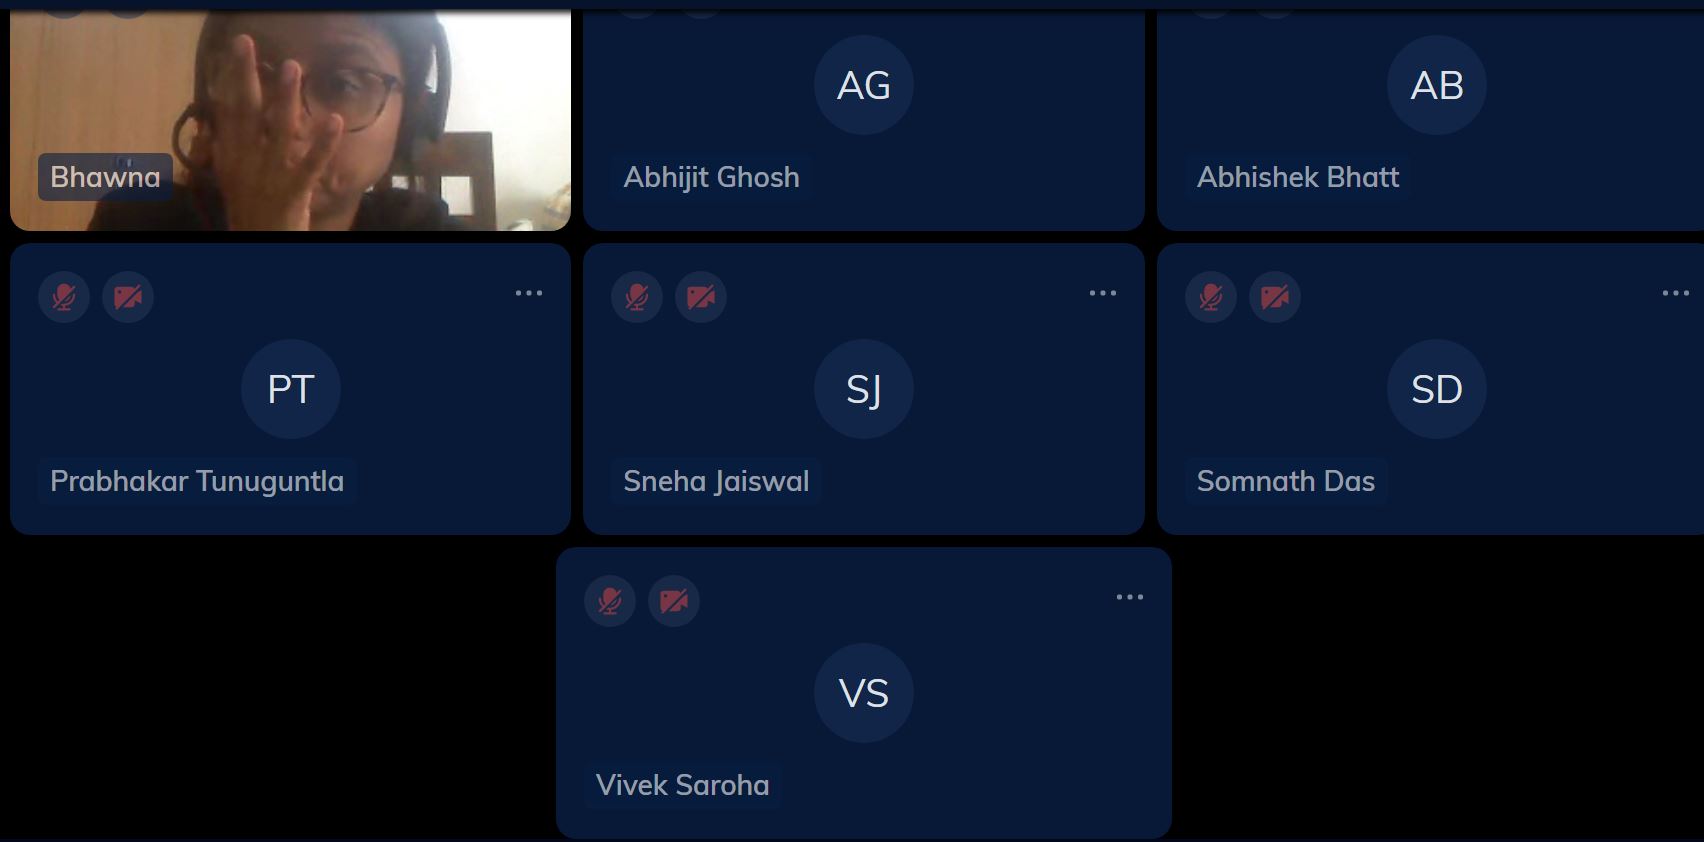 AG
AB
Bhawna
Abhijit Ghosh
Abhishek Bhatt
PT
SJ
SD
Prabhakar Tunuguntla
Sneha Jaiswal
Somnath Das
VS
Vivek Saroha